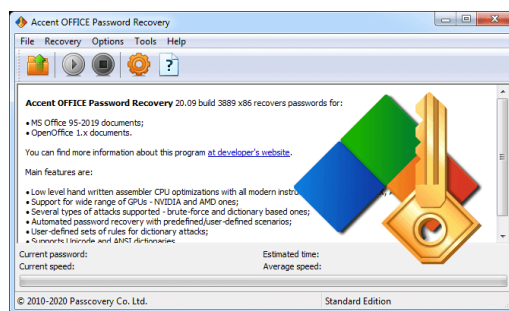 Accent OFFICE Password Recovery
File Recovery Options Tools Help
Accent OFFICE Password Recovery 20.09 build 3889 x86 recovers passwords for:
• MS Office 95-2019 documents;
• OpenOffice 1.x documents.
You can find more information about this program at developer's website.
Main features are:
• Low level hand written assembler CPU optimizations with all modern
• Support for wide range of GPUs - NVIDIA and AMD ones;
• Several types of attacks supported - brute-force and dictionary based ones;
• Automated password recovery with predefined/user-defined scenarios;
• User-defined sets of rules for dictionary attacks;
• Supports Unicode and ANSI dictionaries
Current password: Estimated time:
Current speed: Average speed:
© 2010-2020 Passcovery Co. Ltd. Standard Edition